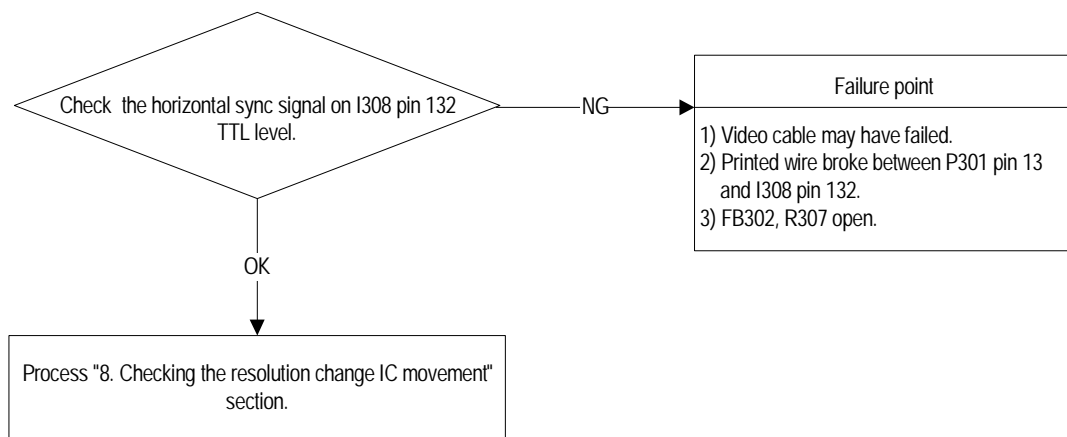 Check the horizontal sync signal on I308 pin 132
TTL level.
NG
Failure point
1) Video cable may have failed.
2) Printed wire broke between P301 pin 13
and I308 pin 132.
3) FB302, R307 open.
OK
Process "8. Checking the resolution change IC movement"
section.